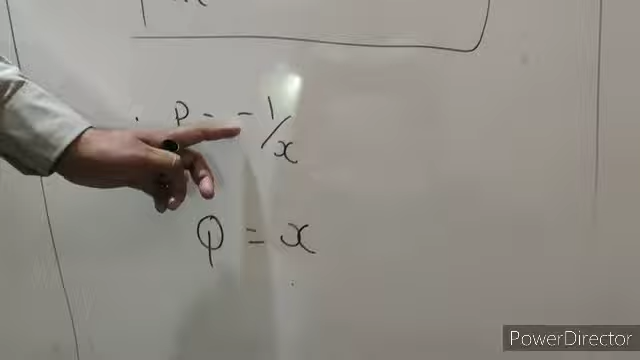 P = - 1/x
Q = x
PowerDirector